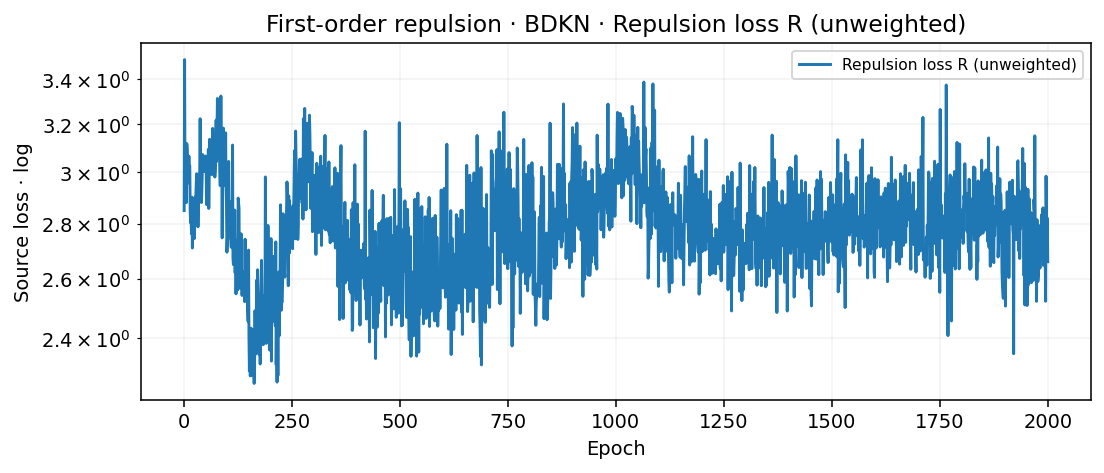 First-order repulsion · BDKN · Repulsion loss R (unweighted)
Repulsion loss R (unweighted)
Source loss · log
3.4 × 10⁰
3.2 × 10⁰
3 × 10⁰
2.8 × 10⁰
2.6 × 10⁰
2.4 × 10⁰
0 250 500 750 1000 1250 1500 1750 2000
Epoch